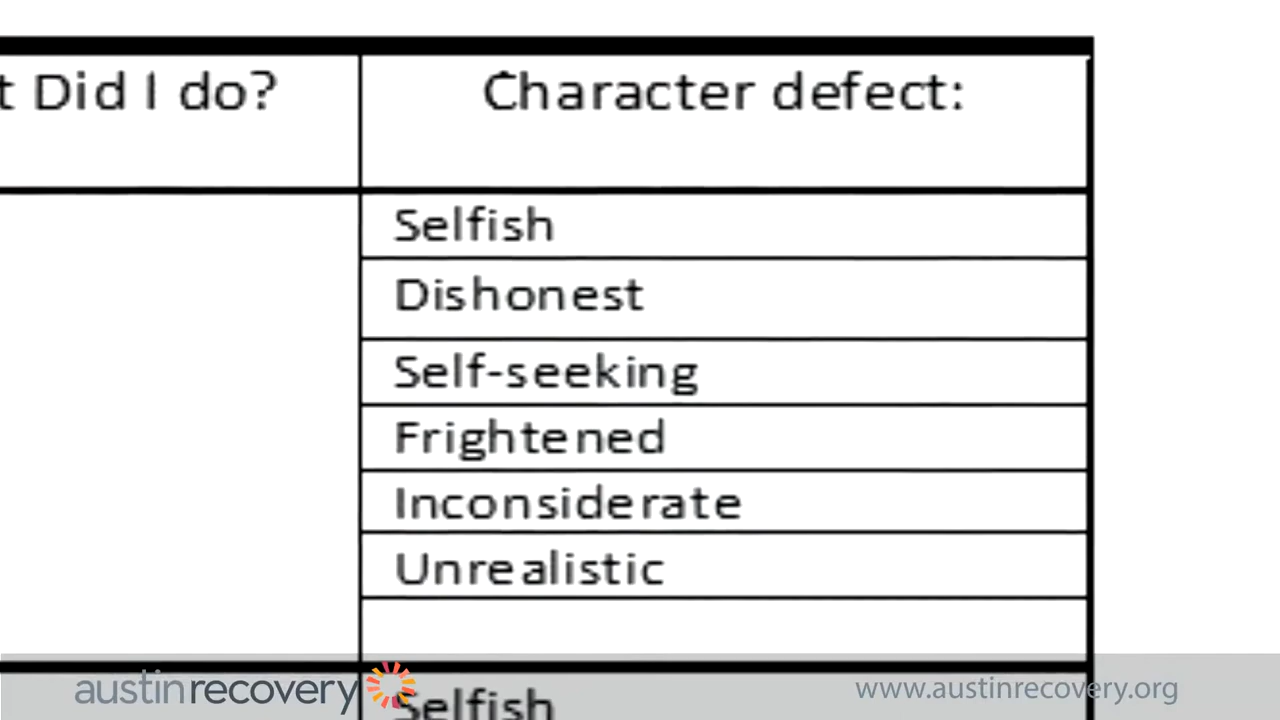 t Did I do?
Character defect:
Selfish
Dishonest
Self-seeking
Frightened
Inconsiderate
Unrealistic
Selfish
austinrecovery
www.austinrecovery.org